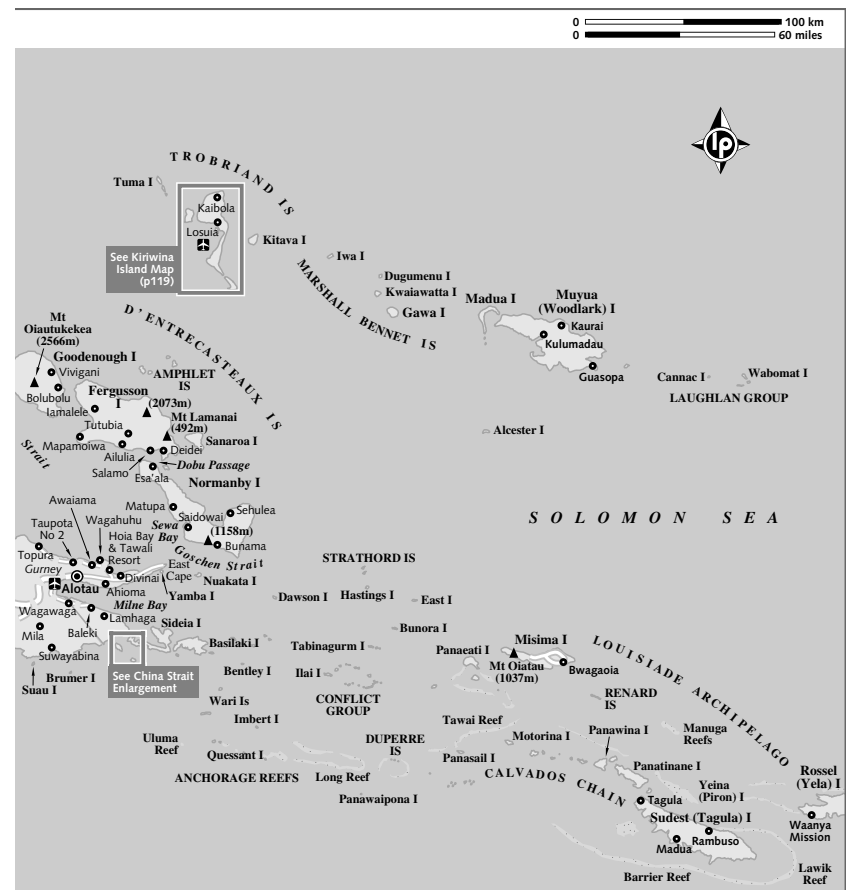 0 100 km
0 60 miles
lp
TROBRIAND IS
Tuma I
Kaibola
Losuia
Kitava I
See Kiriwina
Island Map
(p119)
Iwa I
MARSHALL BENNET IS
Dugumenu I
Kwaiawatta I
Gawa I
Madua I
Muyua
(Woodlark) I
Kaurai
Kulumadau
Guasopa
Cannac I
Wabomat I
LAUGHLAN GROUP
Alcester I
D'ENTRECASTEAUX IS
Mt
Oiautukekea
(2566m)
Goodenough I
Vivigani
Bolubolu
AMPHLET
IS
Fergusson
I
(2073m)
Iamalele
Mt Lamanai
(492m)
Tutubia
Sanaroa I
Mapamoiwa
Ailulia
Deidei
Strait
Salamo
Dobu Passage
Esa'ala
Normanby I
Awaiama
Matupa
Sehulea
Taupota
No 2
Wagahuhu
Saidowai
Sewa
Bay
(1158m)
Hoia Bay
& Tawali
Resort
Bunama
Goschen Strait
SOLOMON SEA
Topura
Gurney
East
Cape
Divinai
Nuakata I
Alotau
Ahioma
Yamba I
Milne Bay
Wagawaga
Lamhaga
Sideia I
Mila
Baleki
Suwayabina
Basilaki I
Brumer I
Suau I
See China Strait
Enlargement
STRATHORD IS
Dawson I
Hastings I
East I
Bunora I
Tabinagurm I
Panaeati I
Misima I
Mt Oiatau
(1037m)
Bwagaoia
LOUISIADE ARCHIPELAGO
Bentley I
Ilai I
Wari Is
CONFLICT
GROUP
RENARD
IS
Imbert I
Tawai Reef
Uluma
Reef
DUPERRE
IS
Motorina I
Panawina I
Manuga
Reefs
Quessant I
Panasail I
Panatinane I
ANCHORAGE REEFS
Long Reef
CALVADOS CHAIN
Yeina
(Piron) I
Rossel
(Yela) I
Panawaipona I
Tagula
Sudest (Tagula) I
Rambuso
Madua
Waanya
Mission
Barrier Reef
Lawik
Reef